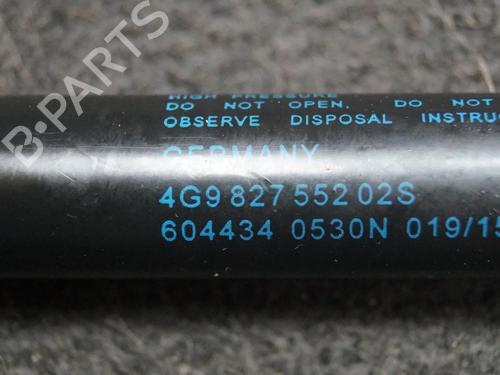 HIGH PRESSURE
DO NOT OPEN. DO NOT
OBSERVE DISPOSAL INSTRUC
GERMANY
4G9 827 552 02S
604434 0530N 019/15
B-PARTS